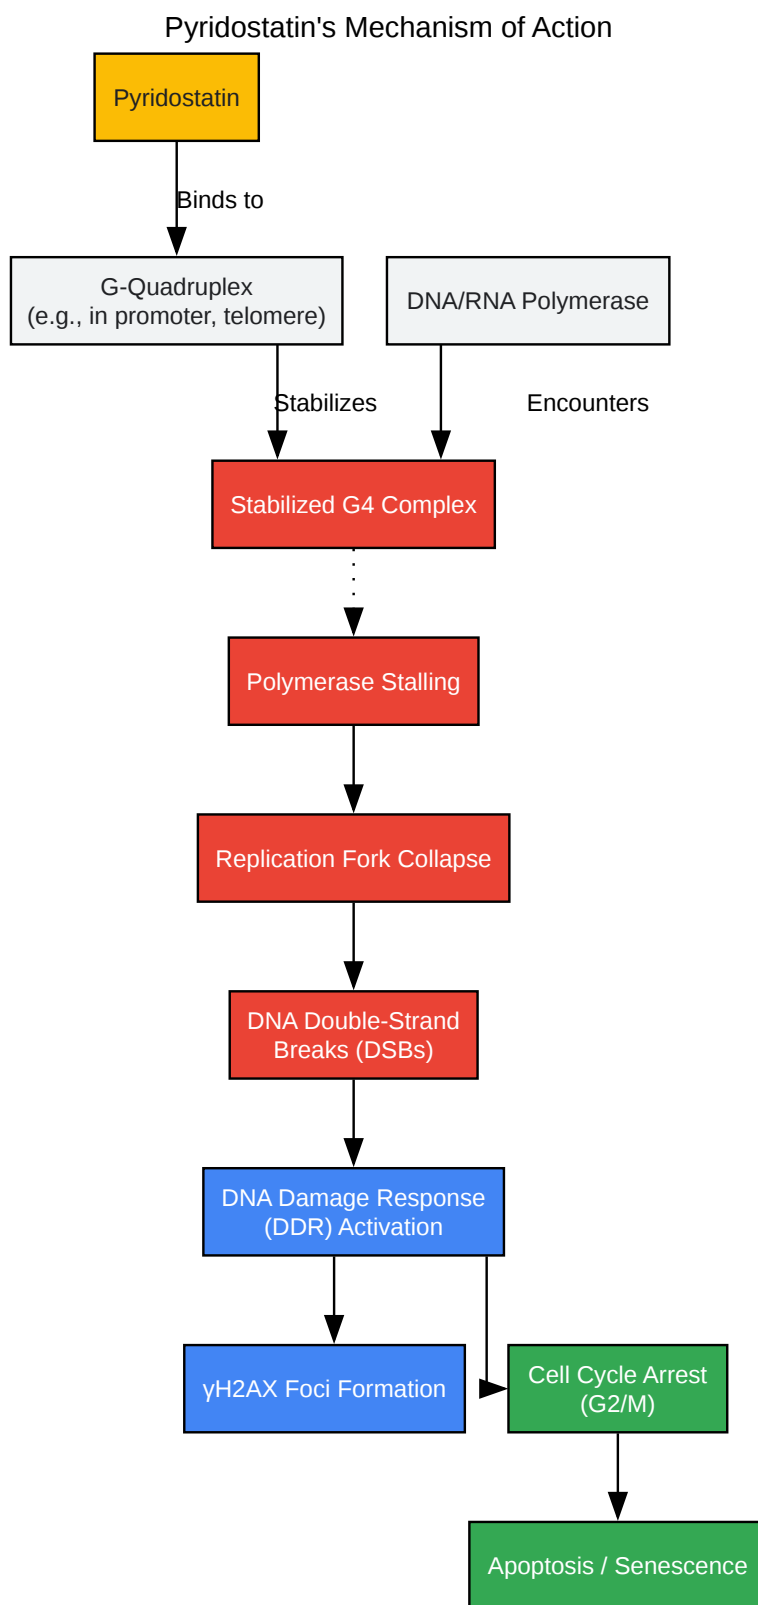 Pyridostatin's Mechanism of Action
Pyridostatin
Binds to
G-Quadruplex
(e.g., in promoter, telomere)
DNA/RNA Polymerase
Stabilizes
Encounters
Stabilized G4 Complex
Polymerase Stalling
Replication Fork Collapse
DNA Double-Strand
Breaks (DSBs)
DNA Damage Response
(DDR) Activation
γH2AX Foci Formation
Cell Cycle Arrest
(G2/M)
Apoptosis / Senescence